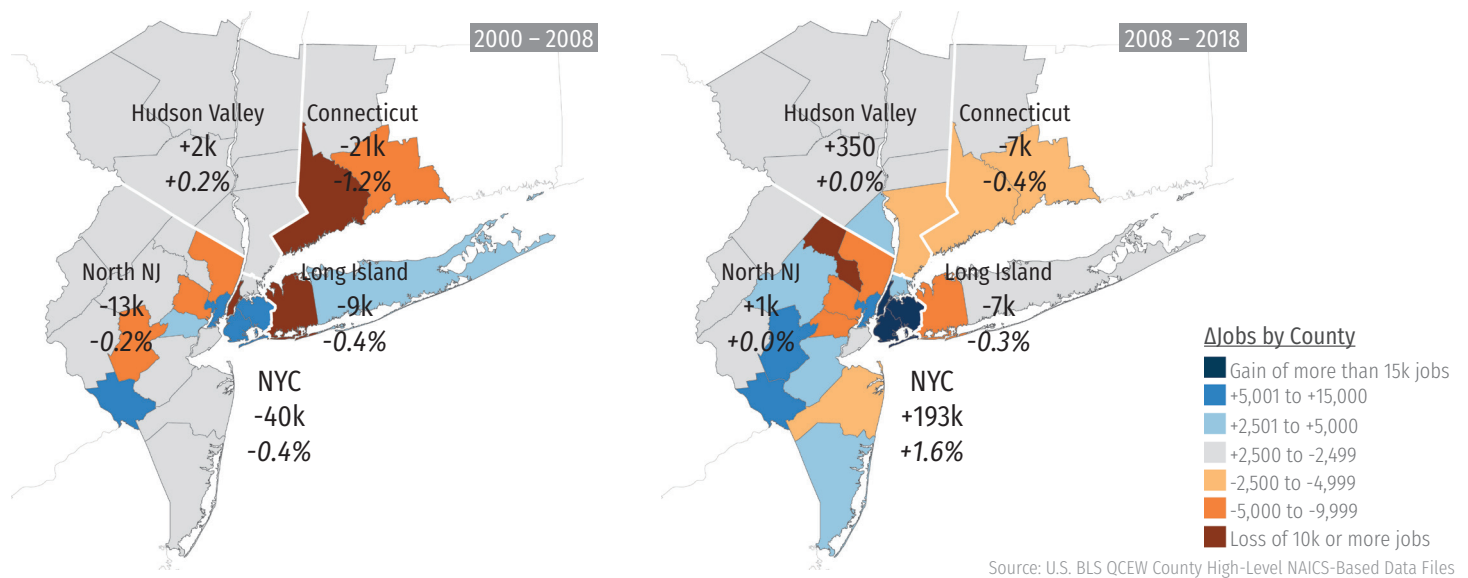 2000 – 2008
Hudson Valley
+2k
+0.2%
Connecticut
-21k
-1.2%
North NJ
-13k
-0.2%
Long Island
-9k
-0.4%
NYC
-40k
-0.4%
2008 – 2018
Hudson Valley
+350
+0.0%
Connecticut
-7k
-0.4%
North NJ
+1k
+0.0%
Long Island
-7k
-0.3%
NYC
+193k
+1.6%
ΔJobs by County
Gain of more than 15k jobs
+5,001 to +15,000
+2,501 to +5,000
+2,500 to -2,499
-2,500 to -4,999
-5,000 to -9,999
Loss of 10k or more jobs
Source: U.S. BLS QCEW County High-Level NAICS-Based Data Files